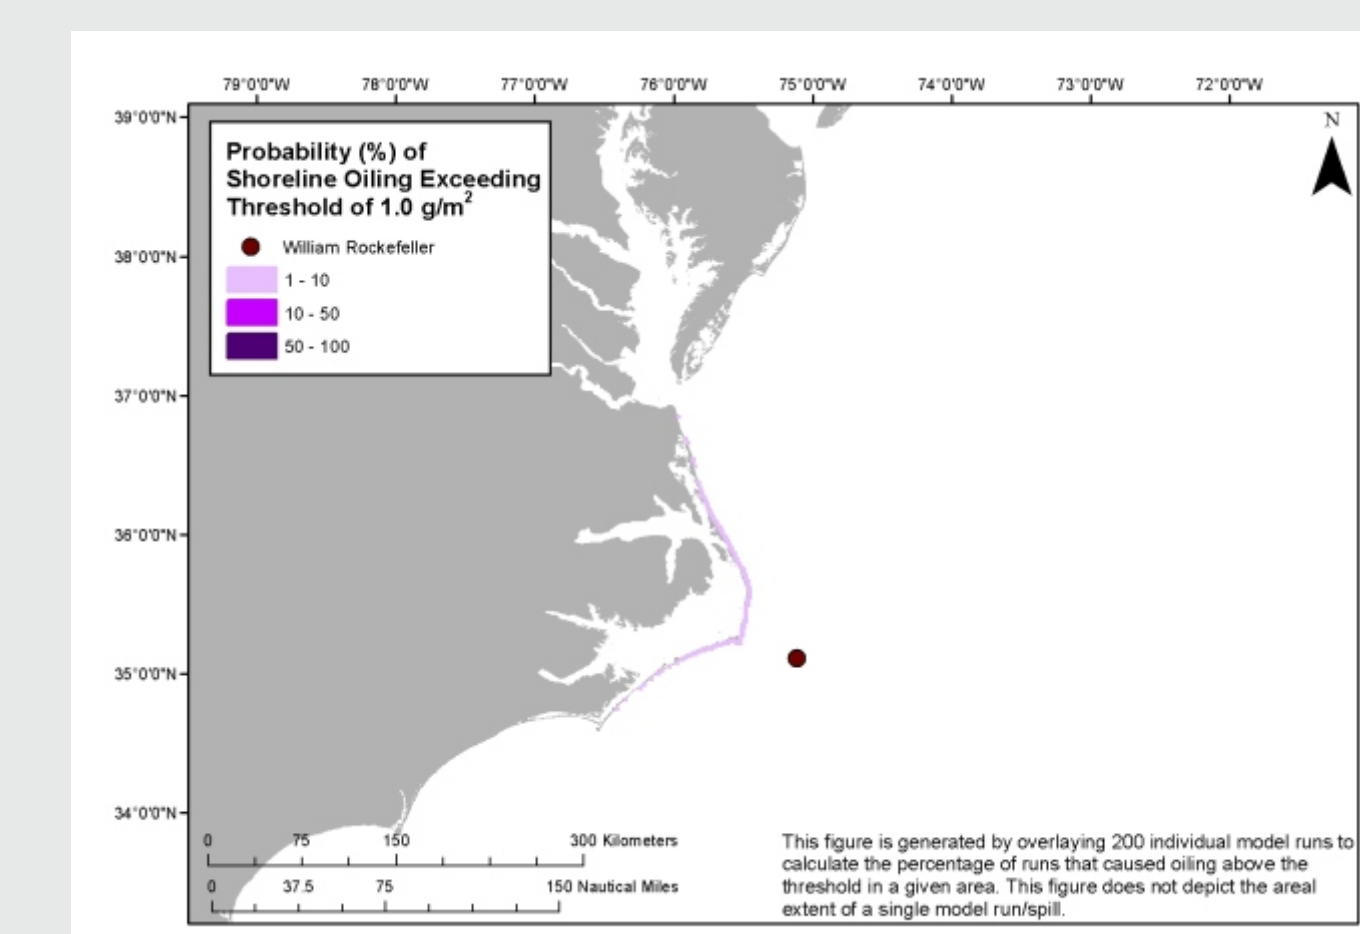 79°0'0"W 78°0'0"W 77°0'0"W 76°0'0"W 75°0'0"W 74°0'0"W 73°0'0"W 72°0'0"W
39°0'0"N
N
Probability (%) of
Shoreline Oiling Exceeding
Threshold of 1.0 g/m²
William Rockefeller
1 - 10
10 - 50
50 - 100
38°0'0"N
37°0'0"N
36°0'0"N
35°0'0"N
34°0'0"N
0 75 150 300 Kilometers
0 37.5 75 150 Nautical Miles
This figure is generated by overlaying 200 individual model runs to
calculate the percentage of runs that caused oiling above the
threshold in a given area. This figure does not depict the areal
extent of a single model run/spill.